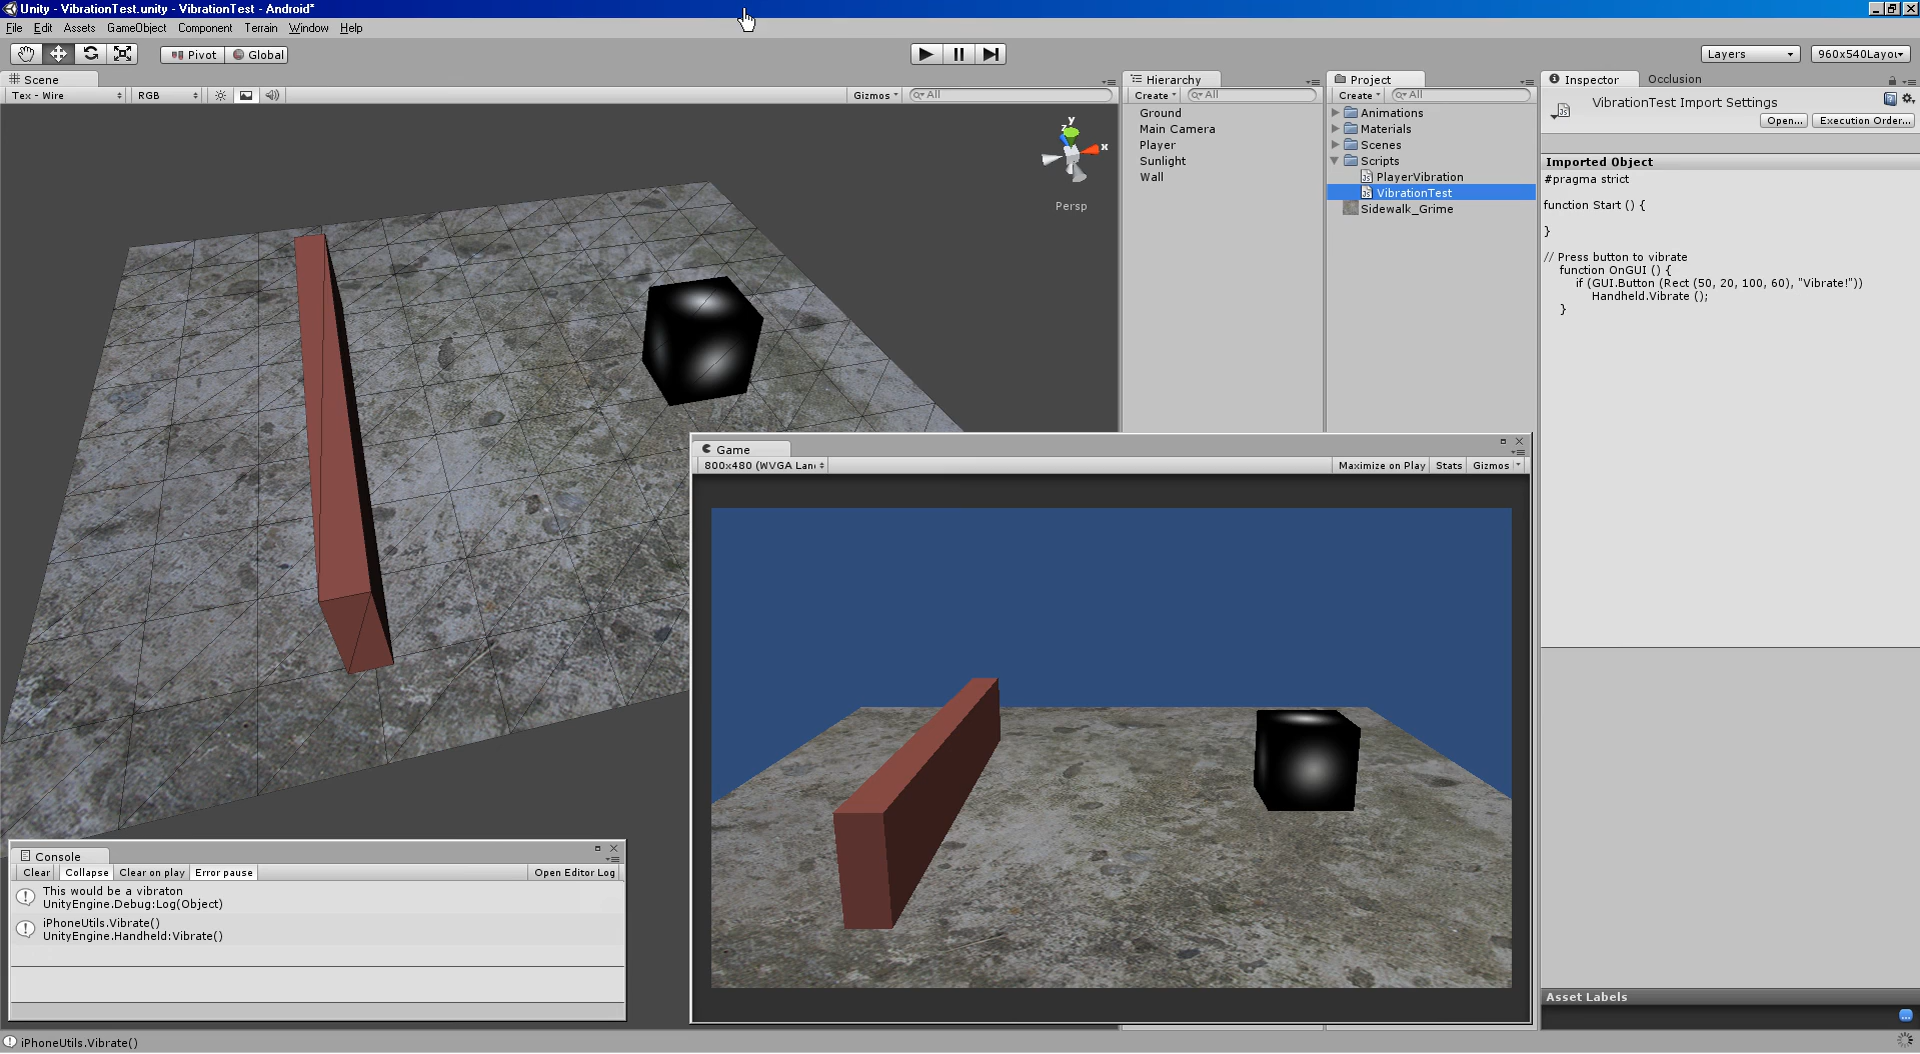 Unity - VibrationTest.unity - VibrationTest - Android*
File Edit Assets GameObject Component Terrain Window Help
Pivot Global
Layers 960x540Layou
Scene
Tex - Wire RGB Gizmos All
y
z
x
Persp
Hierarchy
Create All
Ground
Main Camera
Player
Sunlight
Wall
Project
Create All
Animations
Materials
Scenes
Scripts
PlayerVibration
VibrationTest
Sidewalk_Grime
Inspector Occlusion
VibrationTest Import Settings
Open... Execution Order...
Imported Object
#pragma strict
function Start () {
}
// Press button to vibrate
function OnGUI () {
if (GUI.Button (Rect (50, 20, 100, 60), "Vibrate!"))
Handheld.Vibrate ();
}
Game
800x480 (WVGA Lan Maximize on Play Stats Gizmos
Console
Clear Collapse Clear on play Error pause Open Editor Log
This would be a vibraton
UnityEngine.Debug:Log(Object)
iPhoneUtils.Vibrate()
UnityEngine.Handheld:Vibrate()
Asset Labels
iPhoneUtils.Vibrate()